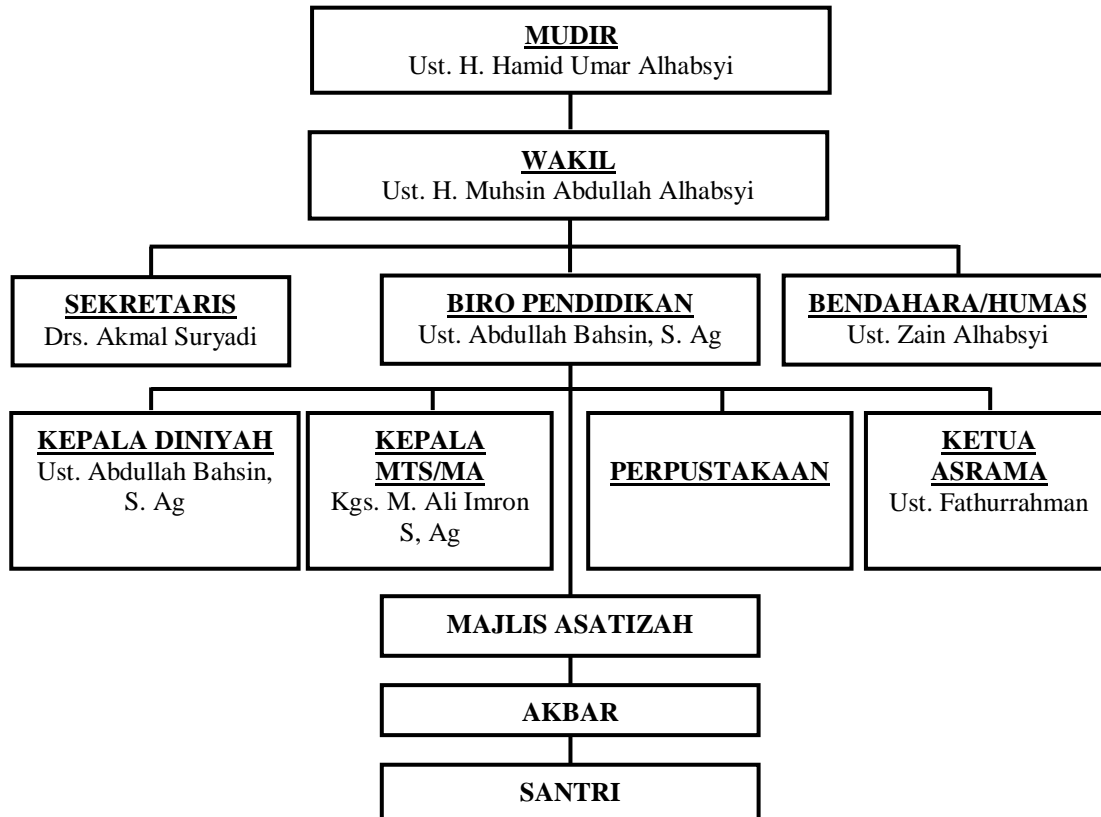 MUDIR
Ust. H. Hamid Umar Alhabsyi
WAKIL
Ust. H. Muhsin Abdullah Alhabsyi
SEKRETARIS
Drs. Akmal Suryadi
BIRO PENDIDIKAN
Ust. Abdullah Bahsin, S. Ag
BENDAHARA/HUMAS
Ust. Zain Alhabsyi
KEPALA DINIYAH
Ust. Abdullah Bahsin,
S. Ag
KEPALA
MTS/MA
Kgs. M. Ali Imron
S, Ag
PERPUSTAKAAN
KETUA
ASRAMA
Ust. Fathurrahman
MAJLIS ASATIZAH
AKBAR
SANTRI